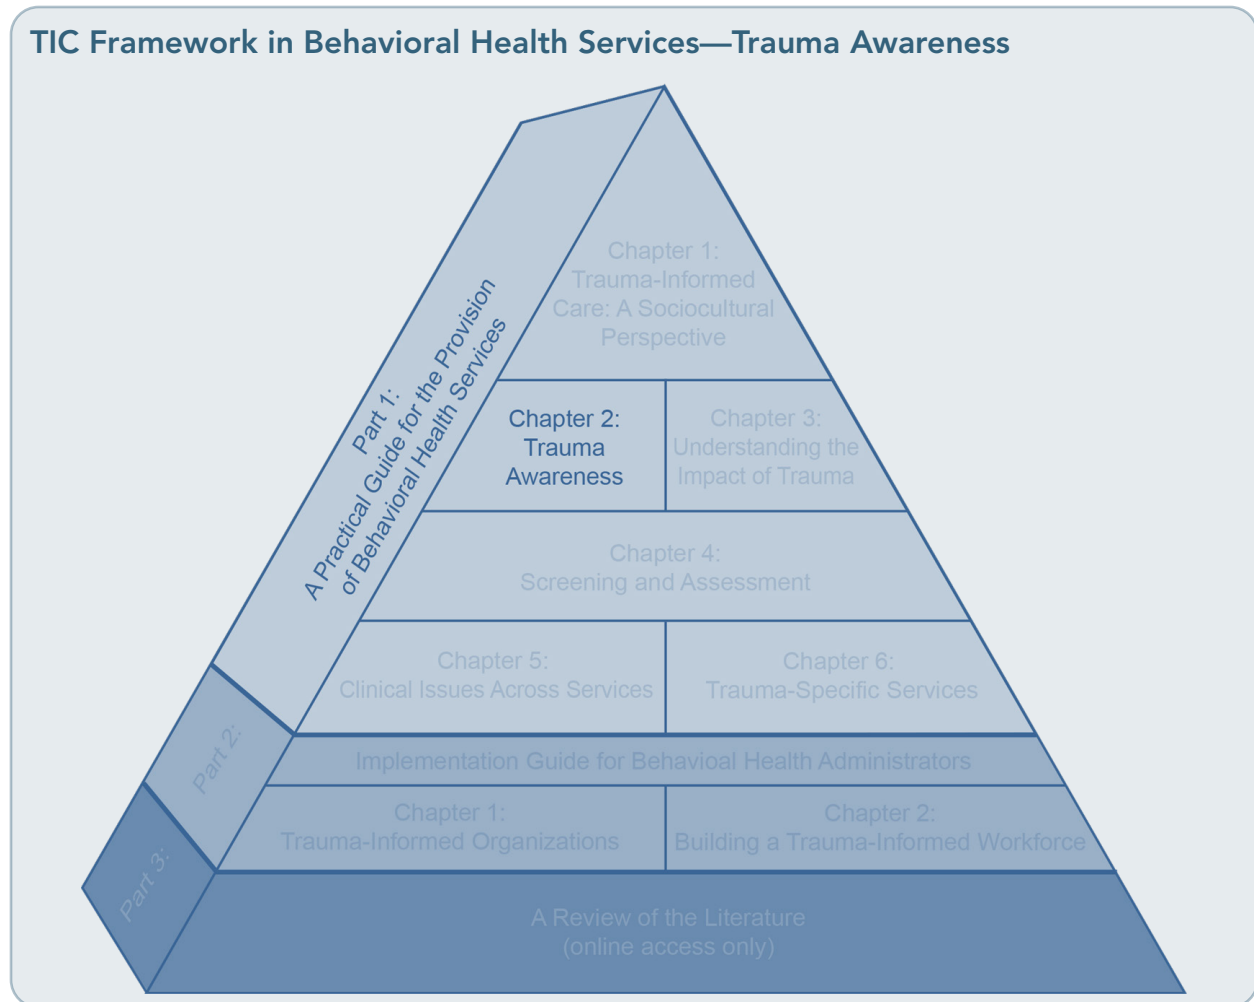 TIC Framework in Behavioral Health Services—Trauma Awareness
Part 1:
A Practical Guide for the Provision
of Behavioral Health Services
Chapter 1:
Trauma-Informed
Care: A Sociocultural
Perspective
Chapter 2:
Trauma
Awareness
Chapter 3:
Understanding the
Impact of Trauma
Chapter 4:
Screening and Assessment
Chapter 5:
Clinical Issues Across Services
Chapter 6:
Trauma-Specific Services
Part 2:
Implementation Guide for Behavioal Health Administrators
Chapter 1:
Trauma-Informed Organizations
Chapter 2:
Building a Trauma-Informed Workforce
Part 3:
A Review of the Literature
(online access only)